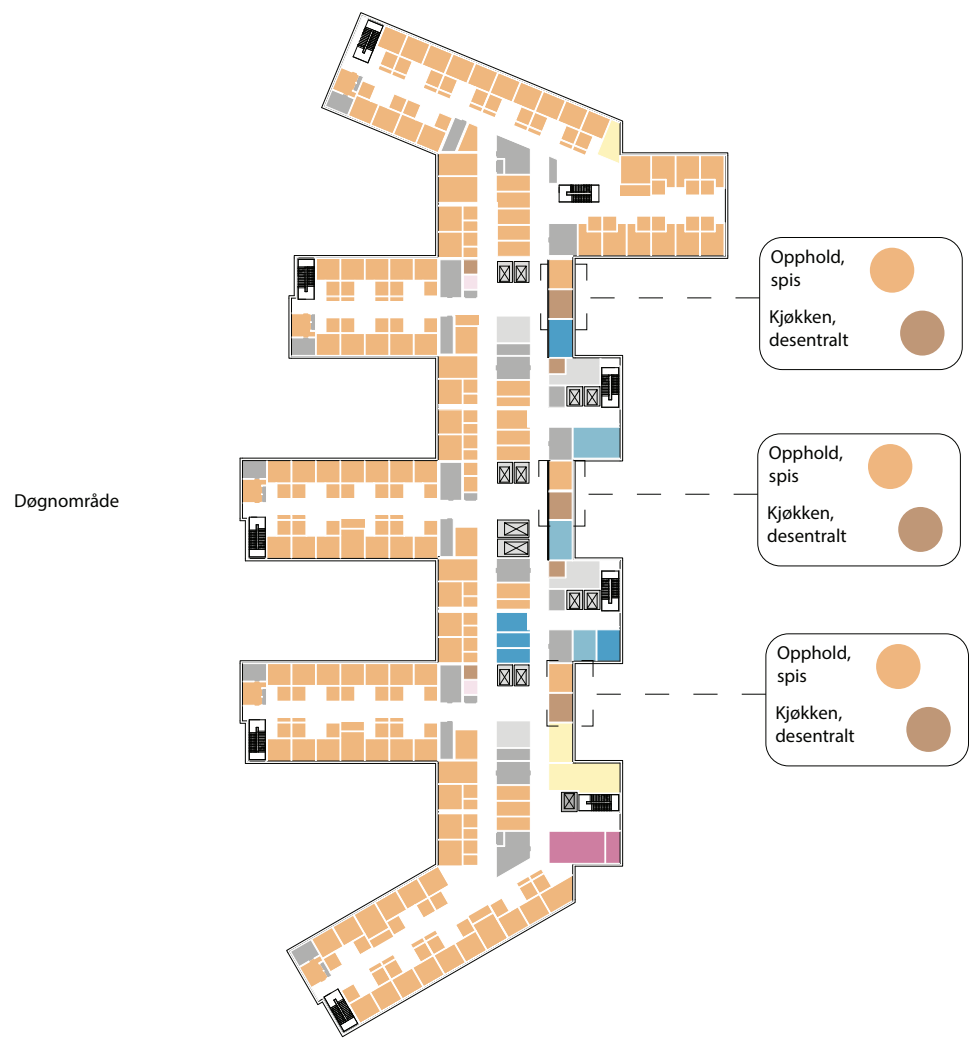 Opphold,
spis
Kjøkken,
desentralt
Opphold,
spis
Kjøkken,
desentralt
Døgnområde
Opphold,
spis
Kjøkken,
desentralt